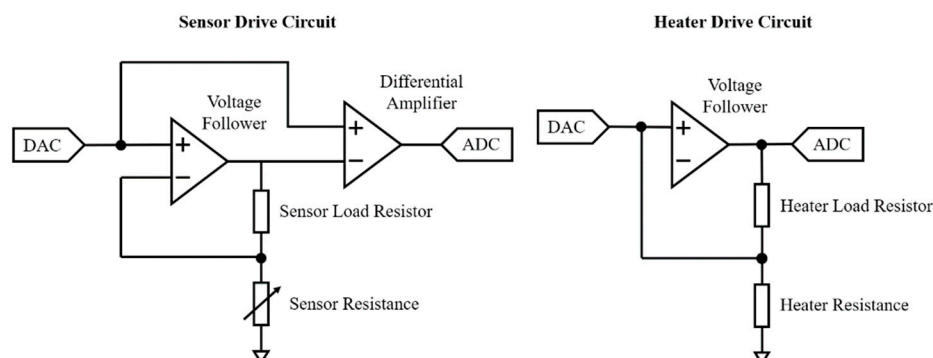 Sensor Drive Circuit
Heater Drive Circuit
Differential
Amplifier
Voltage
Follower
Voltage
Follower
DAC
+
−
+
−
ADC
DAC
+
−
ADC
Sensor Load Resistor
Heater Load Resistor
Sensor Resistance
Heater Resistance